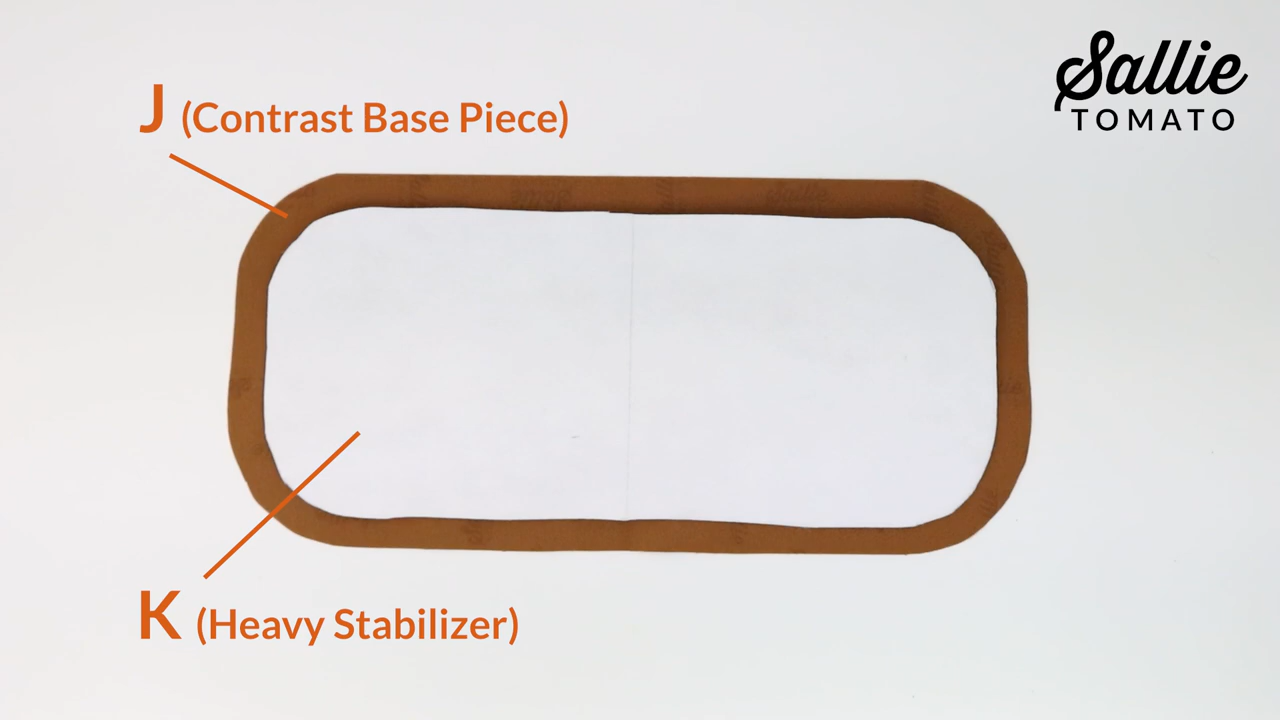 Sallie
TOMATO
J (Contrast Base Piece)
K (Heavy Stabilizer)